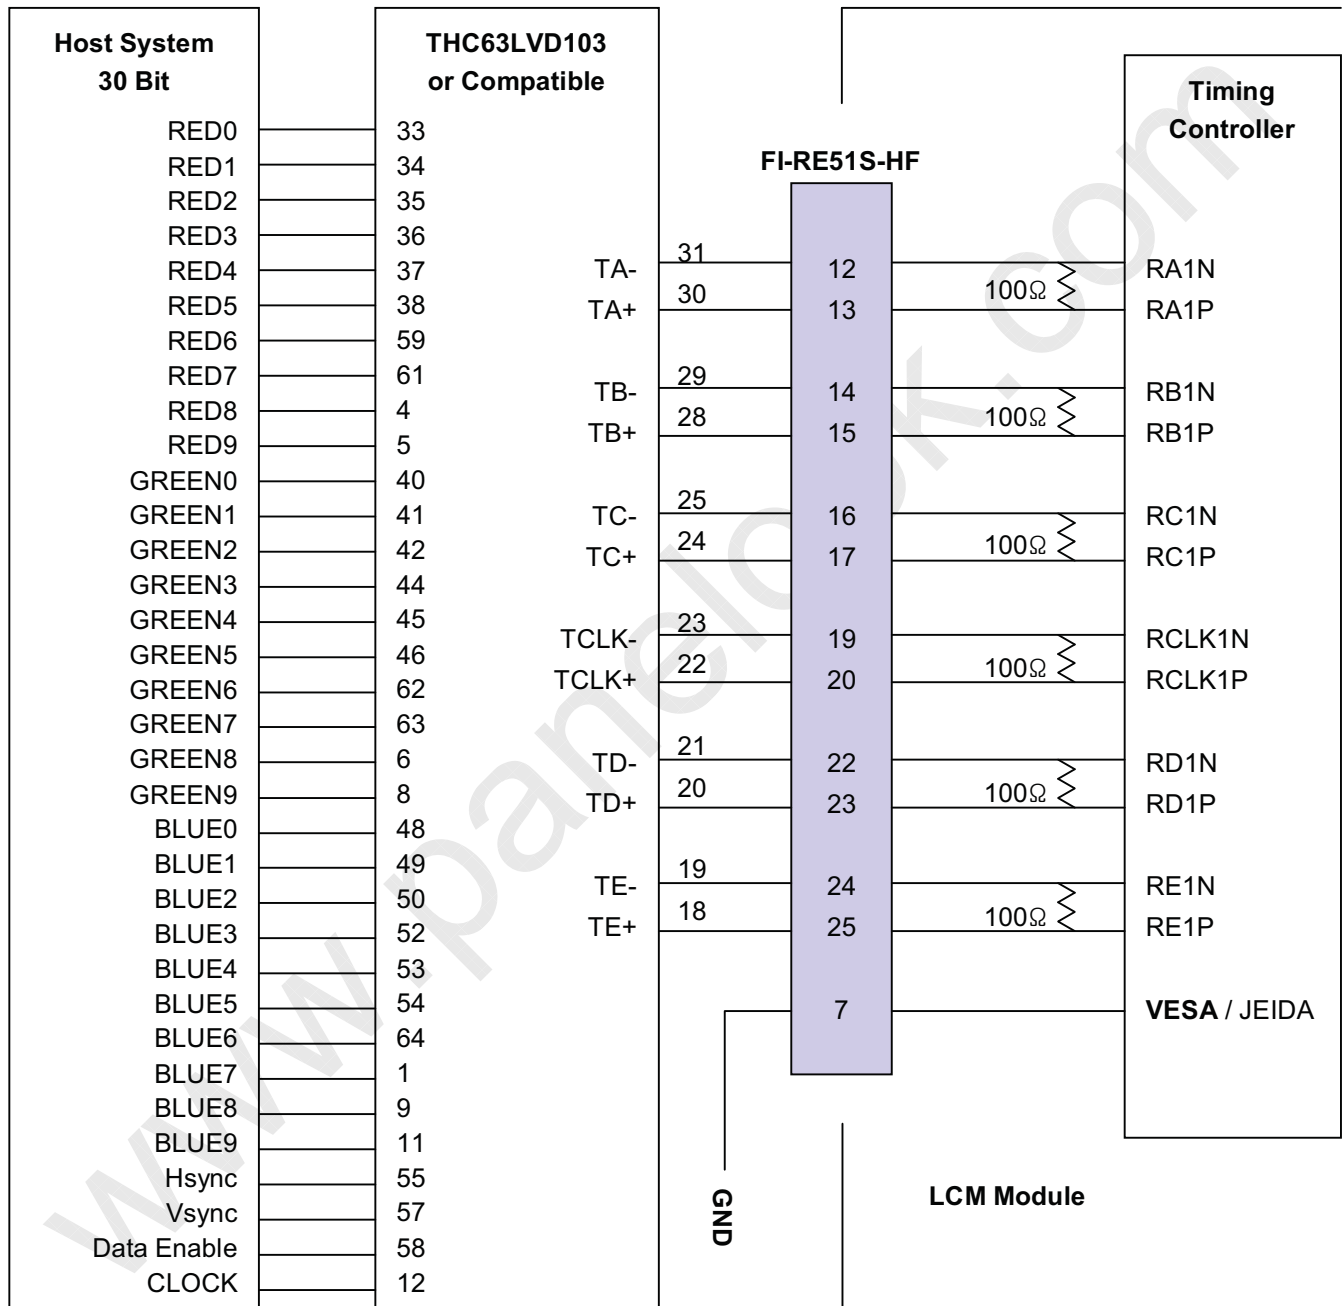 Host System
30 Bit
RED0
RED1
RED2
RED3
RED4
RED5
RED6
RED7
RED8
RED9
GREEN0
GREEN1
GREEN2
GREEN3
GREEN4
GREEN5
GREEN6
GREEN7
GREEN8
GREEN9
BLUE0
BLUE1
BLUE2
BLUE3
BLUE4
BLUE5
BLUE6
BLUE7
BLUE8
BLUE9
Hsync
Vsync
Data Enable
CLOCK
THC63LVD103
or Compatible
33
34
35
36
37
38
59
61
4
5
40
41
42
44
45
46
62
63
6
8
48
49
50
52
53
54
64
1
9
11
55
57
58
12
TA-
TA+
TB-
TB+
TC-
TC+
TCLK-
TCLK+
TD-
TD+
TE-
TE+
31
30
29
28
25
24
23
22
21
20
19
18
GND
FI-RE51S-HF
12
13
14
15
16
17
19
20
22
23
24
25
7
100Ω
100Ω
100Ω
100Ω
100Ω
100Ω
LCM Module
Timing
Controller
RA1N
RA1P
RB1N
RB1P
RC1N
RC1P
RCLK1N
RCLK1P
RD1N
RD1P
RE1N
RE1P
VESA / JEIDA
www.panelook.com